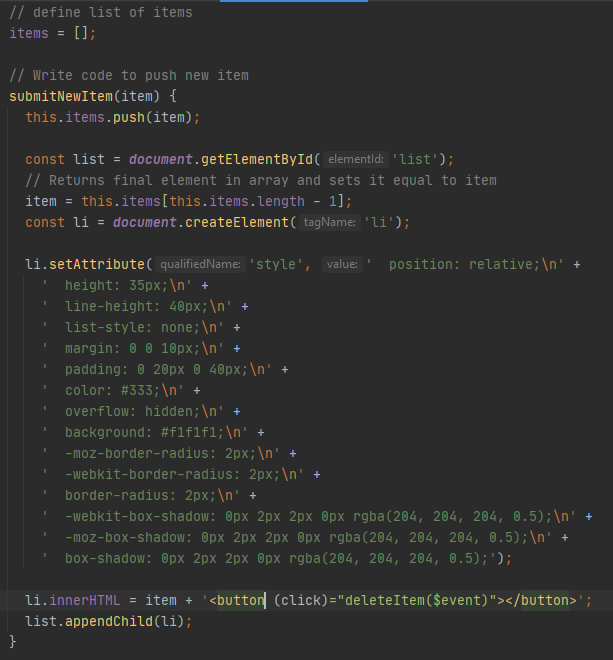 // define list of items
items = [];
// Write code to push new item
submitNewItem(item) {
this.items.push(item);
const list = document.getElementById( elementId: 'list');
// Returns final element in array and sets it equal to item
item = this.items[this.items.length - 1];
const li = document.createElement( tagName: 'li');
li.setAttribute( qualifiedName: 'style', value: '  position: relative;\n' +
'  height: 35px;\n' +
'  line-height: 40px;\n' +
'  list-style: none;\n' +
'  margin: 0 0 10px;\n' +
'  padding: 0 20px 0 40px;\n' +
'  color: #333;\n' +
'  overflow: hidden;\n' +
'  background: #f1f1f1;\n' +
'  -moz-border-radius: 2px;\n' +
'  -webkit-border-radius: 2px;\n' +
'  border-radius: 2px;\n' +
'  -webkit-box-shadow: 0px 2px 2px 0px rgba(204, 204, 204, 0.5);\n' +
'  -moz-box-shadow: 0px 2px 2px 0px rgba(204, 204, 204, 0.5);\n' +
'  box-shadow: 0px 2px 2px 0px rgba(204, 204, 204, 0.5);');
li.innerHTML = item + '<button (click)="deleteItem($event)"></button>';
list.appendChild(li);
}